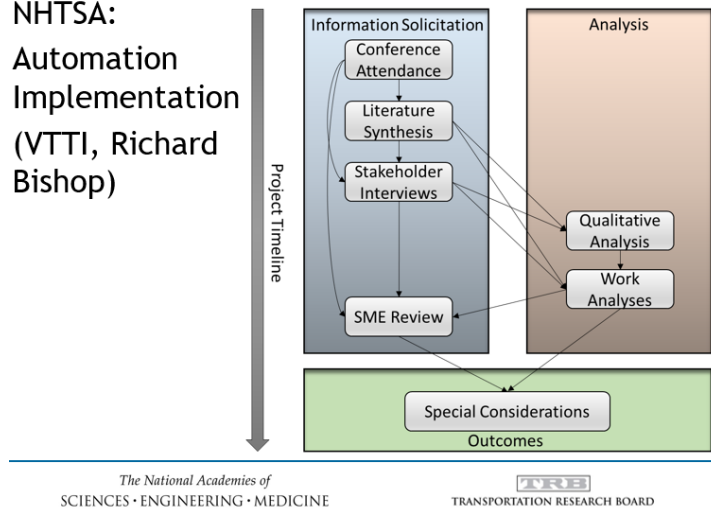 NHTSA:
Automation
Implementation
(VTTI, Richard
Bishop)
Project Timeline
Information Solicitation
Conference
Attendance
Literature
Synthesis
Stakeholder
Interviews
SME Review
Analysis
Qualitative
Analysis
Work
Analyses
Special Considerations
Outcomes
The National Academies of
SCIENCES • ENGINEERING • MEDICINE
TRB
TRANSPORTATION RESEARCH BOARD